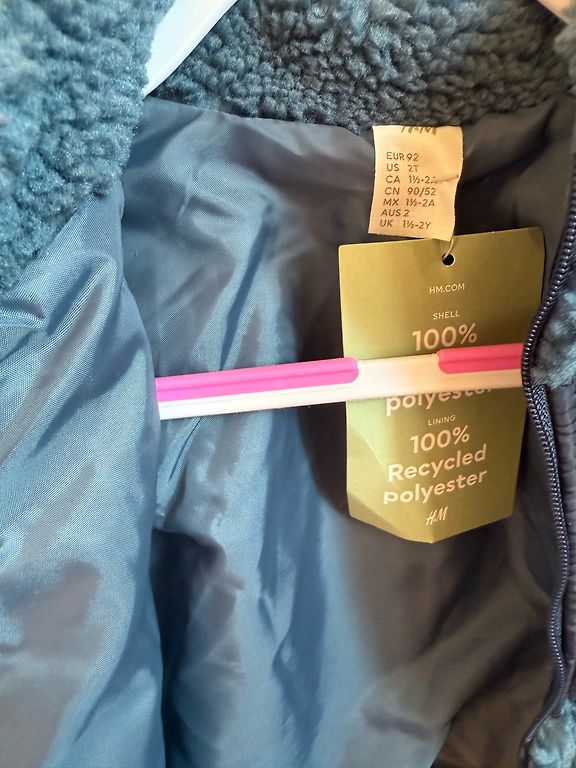 EUR 92
US 2T
CA 1½-2
CN 90/52
MX 1½-2A
AUS 2
UK 1½-2Y
HM.COM
SHELL
100%
polyester
LINING
100%
Recycled
polyester
H&M